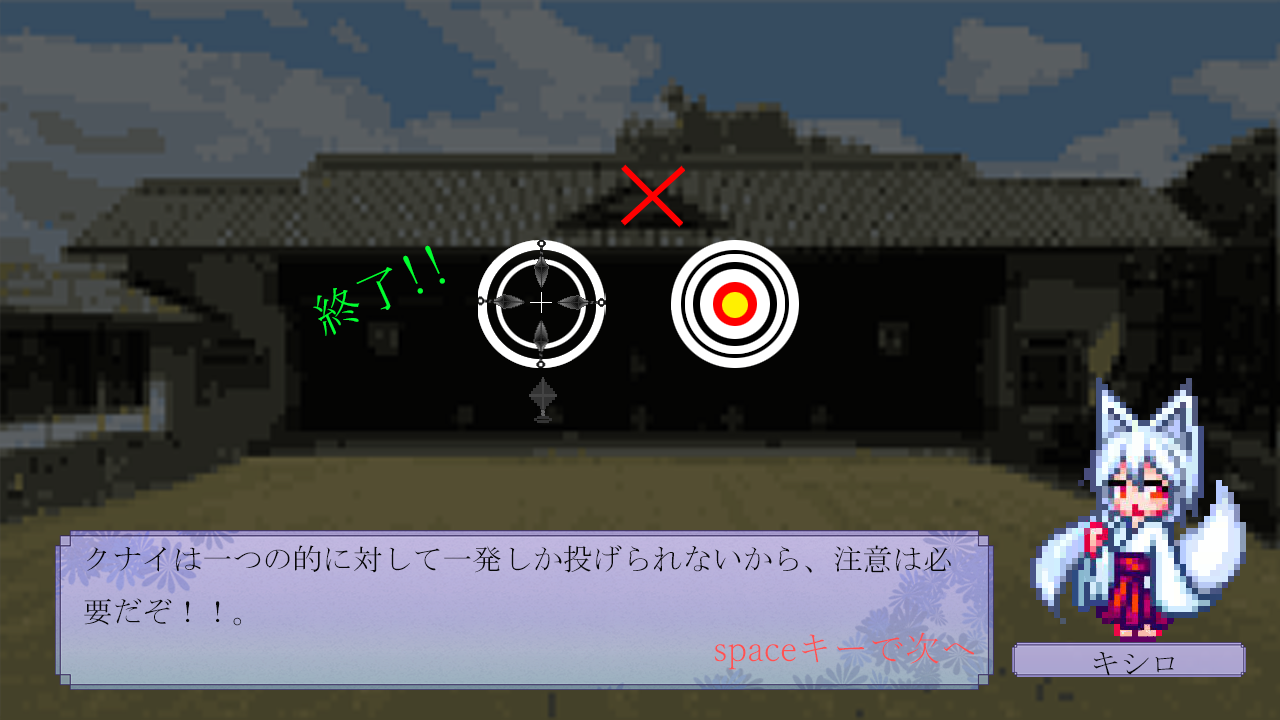 終了!!
クナイは一つの的に対して一発しか投げられないから、注意は必
要だぞ！！。
spaceキーで次へ
キシロ